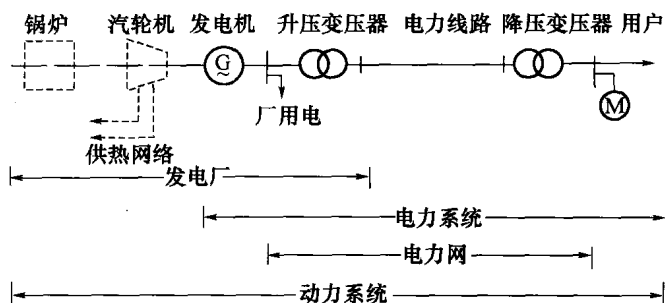 锅炉 汽轮机 发电机 升压变压器 电力线路 降压变压器 用户
G
~
M
厂用电
供热网络
发电厂
电力系统
电力网
动力系统